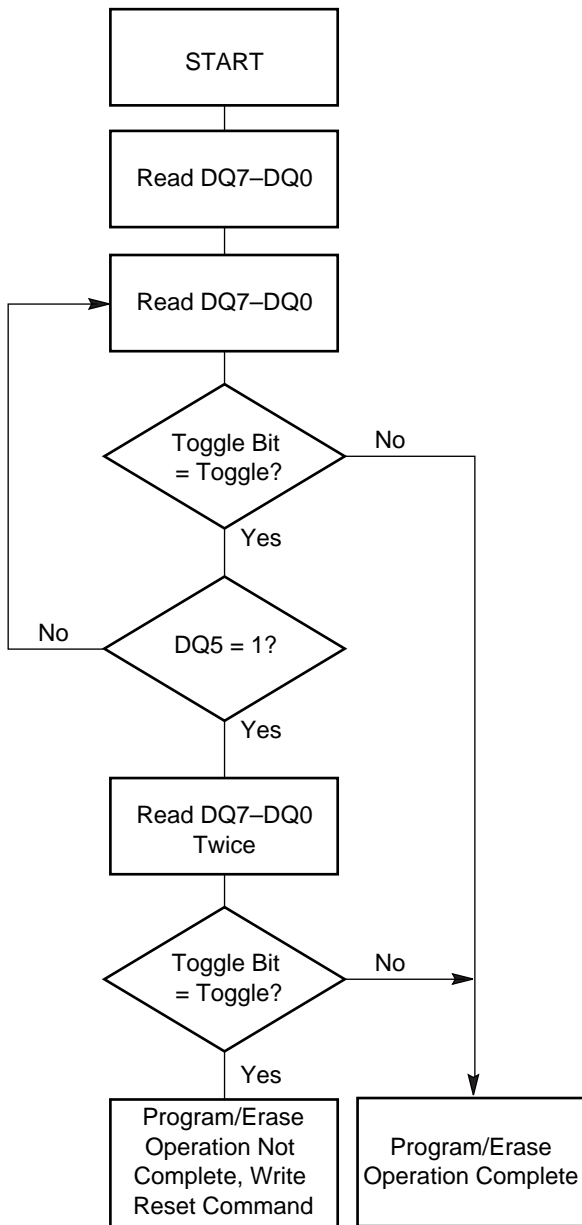 START
Read DQ7–DQ0
Read DQ7–DQ0
Toggle Bit
= Toggle?
No
Yes
No
DQ5 = 1?
Yes
Read DQ7–DQ0
Twice
Toggle Bit
= Toggle?
No
Yes
Program/Erase
Operation Not
Complete, Write
Reset Command
Program/Erase
Operation Complete